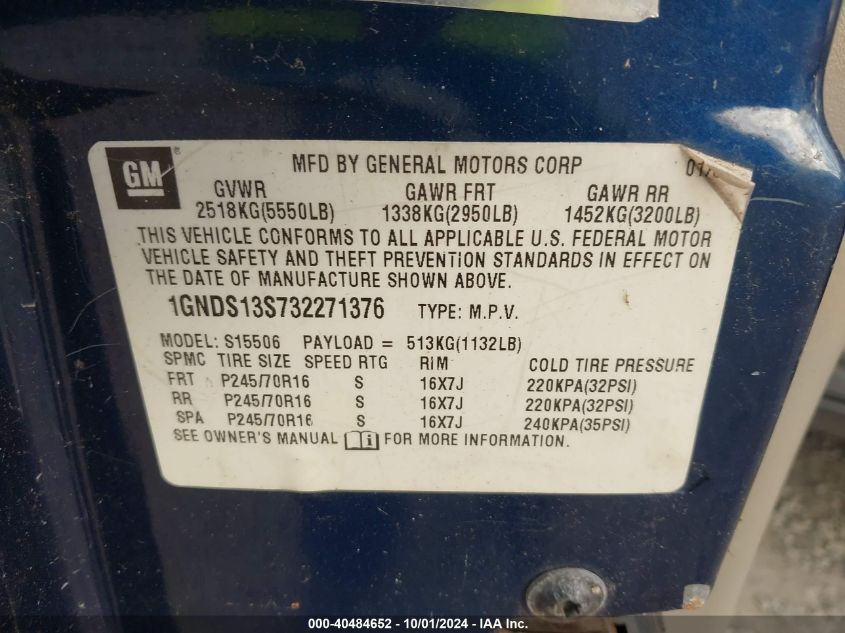 GM ®
MFD BY GENERAL MOTORS CORP
GVWR GAWR FRT GAWR RR
2518KG(5550LB) 1338KG(2950LB) 1452KG(3200LB)
THIS VEHICLE CONFORMS TO ALL APPLICABLE U.S. FEDERAL MOTOR
VEHICLE SAFETY AND THEFT PREVENTION STANDARDS IN EFFECT ON
THE DATE OF MANUFACTURE SHOWN ABOVE.
1GNDS13S732271376 TYPE: M.P.V.
MODEL: S15506 PAYLOAD = 513KG(1132LB)
SPMC TIRE SIZE SPEED RTG RIM COLD TIRE PRESSURE
FRT P245/70R16 S 16X7J 220KPA(32PSI)
RR P245/70R16 S 16X7J 220KPA(32PSI)
SPA P245/70R16 S 16X7J 240KPA(35PSI)
SEE OWNER'S MANUAL i FOR MORE INFORMATION.
000-40484652 - 10/01/2024 - IAA, Inc.